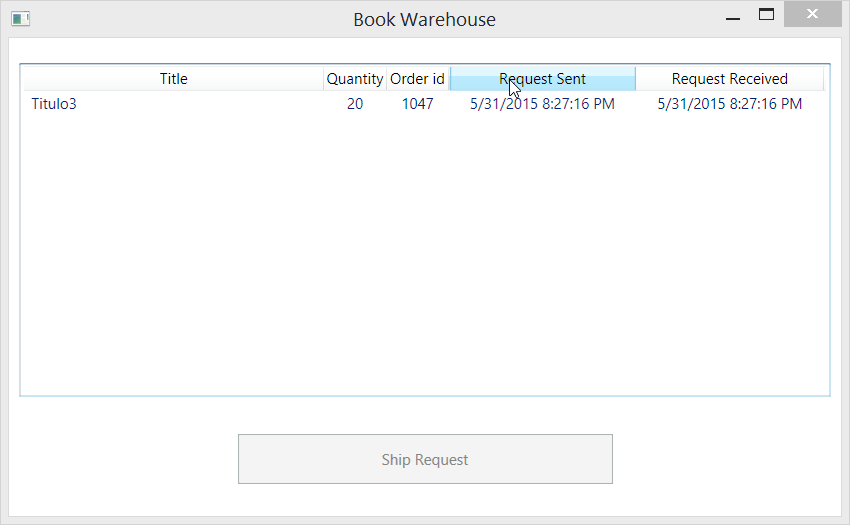 Book Warehouse
Title Quantity Order id Request Sent Request Received
Titulo3 20 1047 5/31/2015 8:27:16 PM 5/31/2015 8:27:16 PM
Ship Request